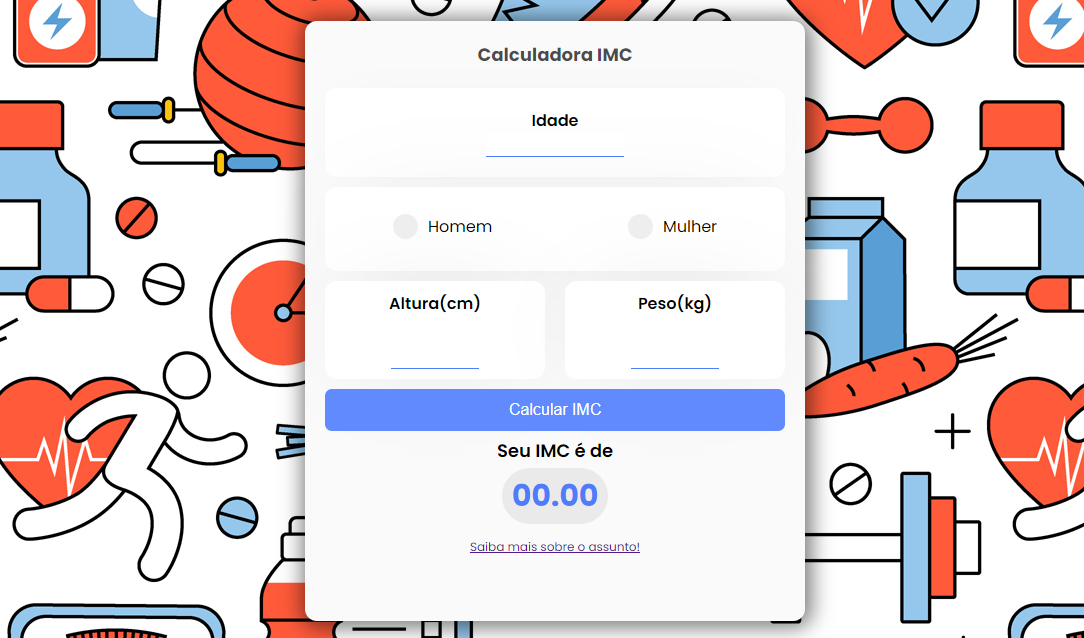 Calculadora IMC
Idade
Homem
Mulher
Altura(cm)
Peso(kg)
Calcular IMC
Seu IMC é de
00.00
Saiba mais sobre o assunto!